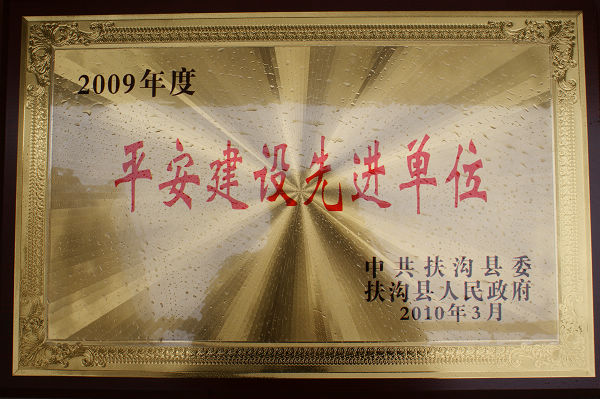 2009年度
平安建设先进单位
中共扶沟县委
扶沟县人民政府
2010年3月